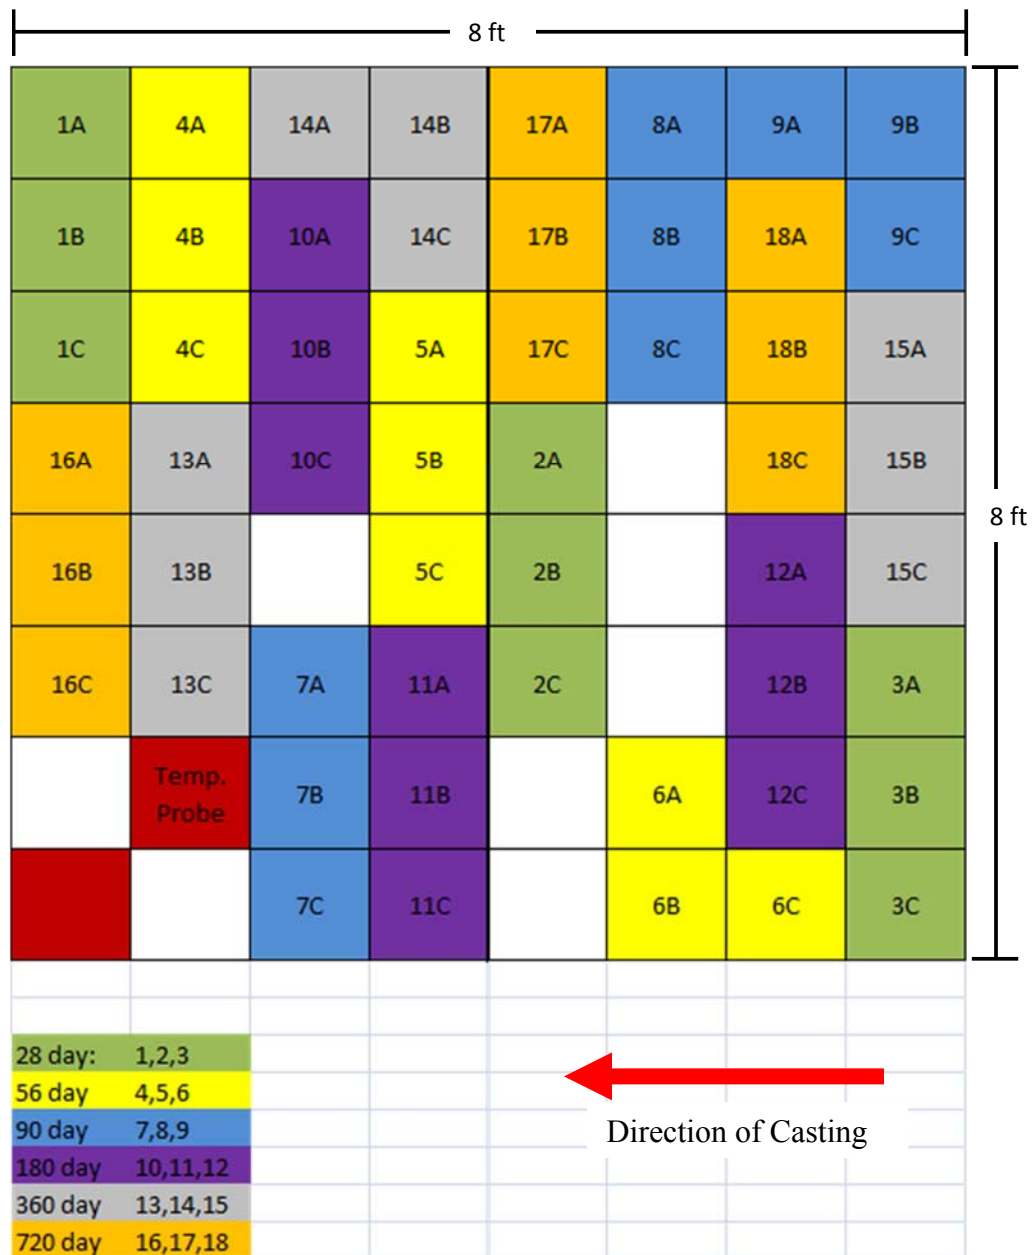 8 ft
1A 4A 14A 14B 17A 8A 9A 9B
1B 4B 10A 14C 17B 8B 18A 9C
1C 4C 10B 5A 17C 8C 18B 15A
16A 13A 10C 5B 2A 18C 15B
8 ft
16B 13B 5C 2B 12A 15C
16C 13C 7A 11A 2C 12B 3A
Temp.
Probe 7B 11B 6A 12C 3B
7C 11C 6B 6C 3C
28 day: 1,2,3
56 day 4,5,6
90 day 7,8,9
180 day 10,11,12
360 day 13,14,15
720 day 16,17,18
Direction of Casting